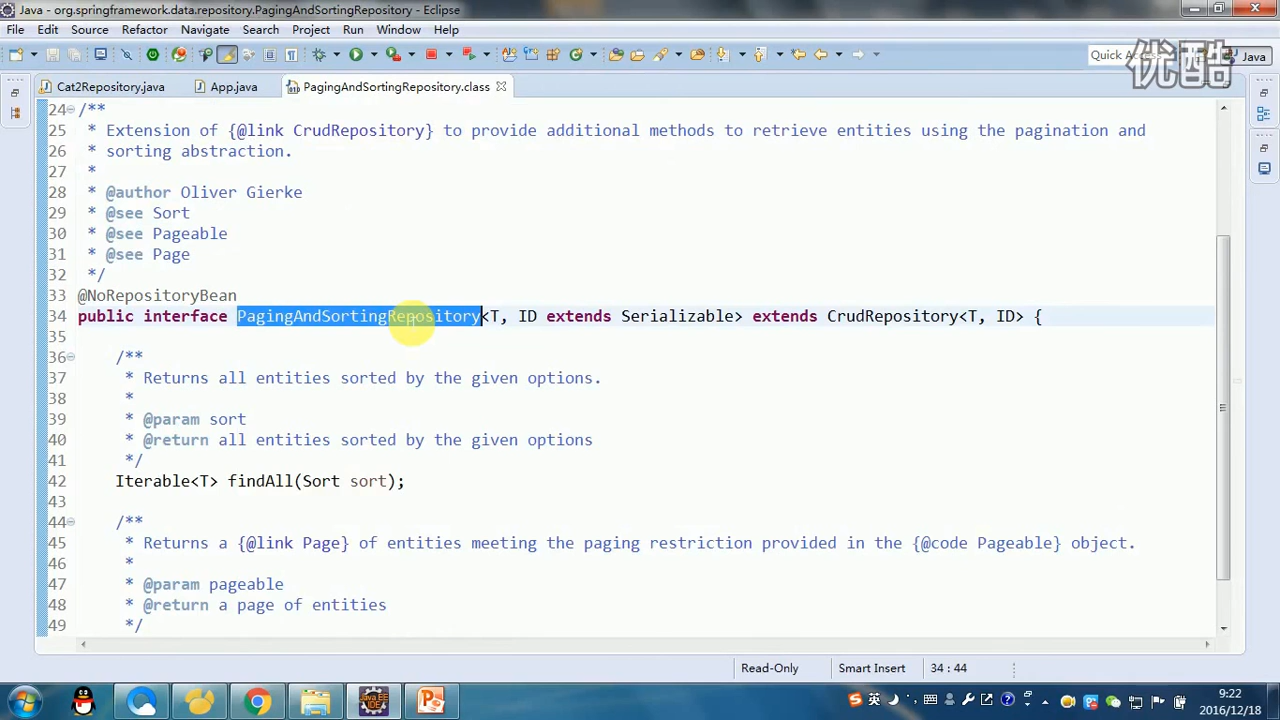 Java - org.springframework.data.repository.PagingAndSortingRepository - Eclipse
File Edit Source Refactor Navigate Search Project Run Window Help
Quick Access Java
优酷
Cat2Repository.java App.java PagingAndSortingRepository.class
24 /**
25 * Extension of {@link CrudRepository} to provide additional methods to retrieve entities using the pagination and
26 * sorting abstraction.
27 *
28 * @author Oliver Gierke
29 * @see Sort
30 * @see Pageable
31 * @see Page
32 */
33 @NoRepositoryBean
34 public interface PagingAndSortingRepository<T, ID extends Serializable> extends CrudRepository<T, ID> {
35
36 /**
37 * Returns all entities sorted by the given options.
38 *
39 * @param sort
40 * @return all entities sorted by the given options
41 */
42 Iterable<T> findAll(Sort sort);
43
44 /**
45 * Returns a {@link Page} of entities meeting the paging restriction provided in the {@code Pageable} object.
46 *
47 * @param pageable
48 * @return a page of entities
49 */
Read-Only Smart Insert 34 : 44
英
9:22
2016/12/18